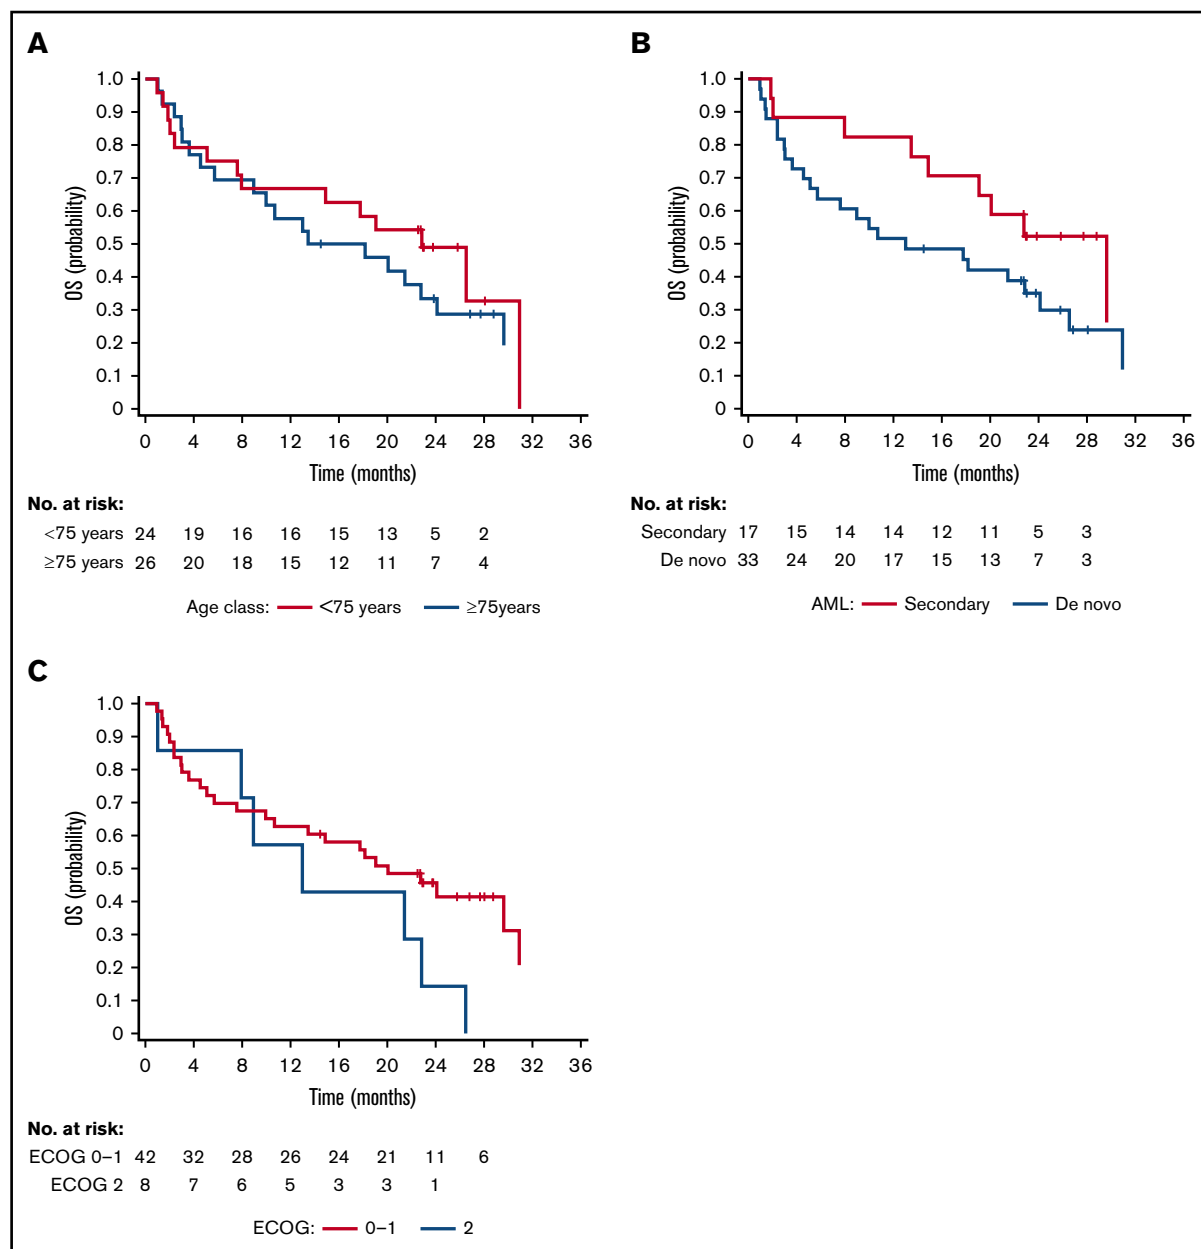 A
OS (probability)
1.0
0.9
0.8
0.7
0.6
0.5
0.4
0.3
0.2
0.1
0
0 4 8 12 16 20 24 28 32 36
Time (months)
No. at risk:
<75 years 24 19 16 16 15 13 5 2
≥75 years 26 20 18 15 12 11 7 4
Age class: <75 years ≥75years
B
OS (probability)
1.0
0.9
0.8
0.7
0.6
0.5
0.4
0.3
0.2
0.1
0
0 4 8 12 16 20 24 28 32 36
Time (months)
No. at risk:
Secondary 17 15 14 14 12 11 5 3
De novo 33 24 20 17 15 13 7 3
AML: Secondary De novo
C
OS (probability)
1.0
0.9
0.8
0.7
0.6
0.5
0.4
0.3
0.2
0.1
0
0 4 8 12 16 20 24 28 32 36
Time (months)
No. at risk:
ECOG 0–1 42 32 28 26 24 21 11 6
ECOG 2 8 7 6 5 3 3 1
ECOG: 0–1 2